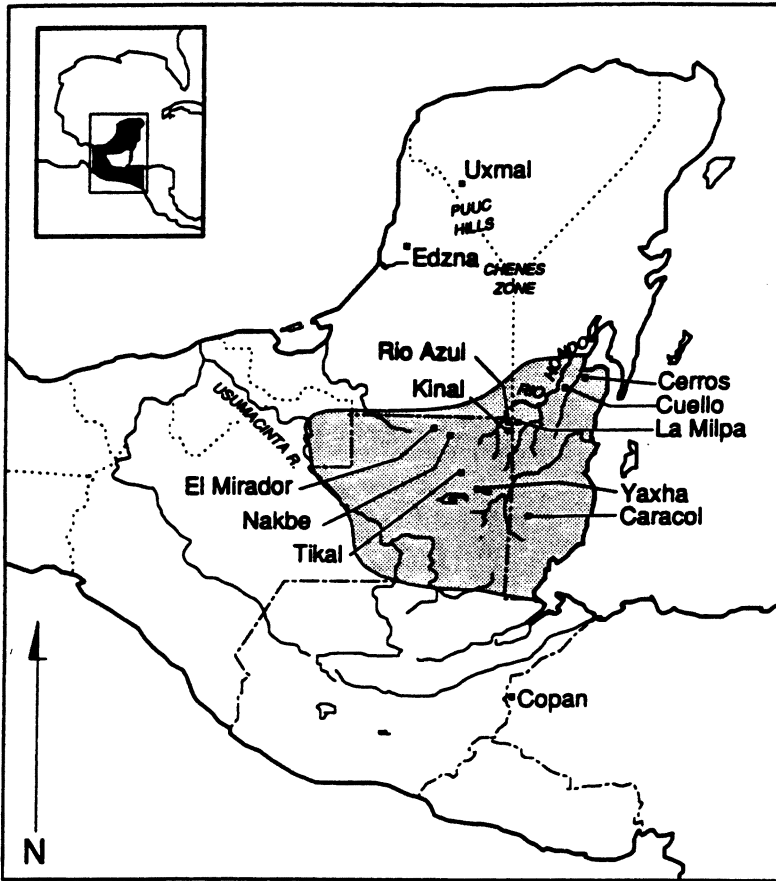 Uxmal
PUUC
HILLS
Edzna
CHENES
ZONE
Rio Azul
RIO HONDO
Kinal
Cerros
Cuello
La Milpa
USUMACINTA R.
El Mirador
Nakbe
Tikal
Yaxha
Caracol
Copan
N